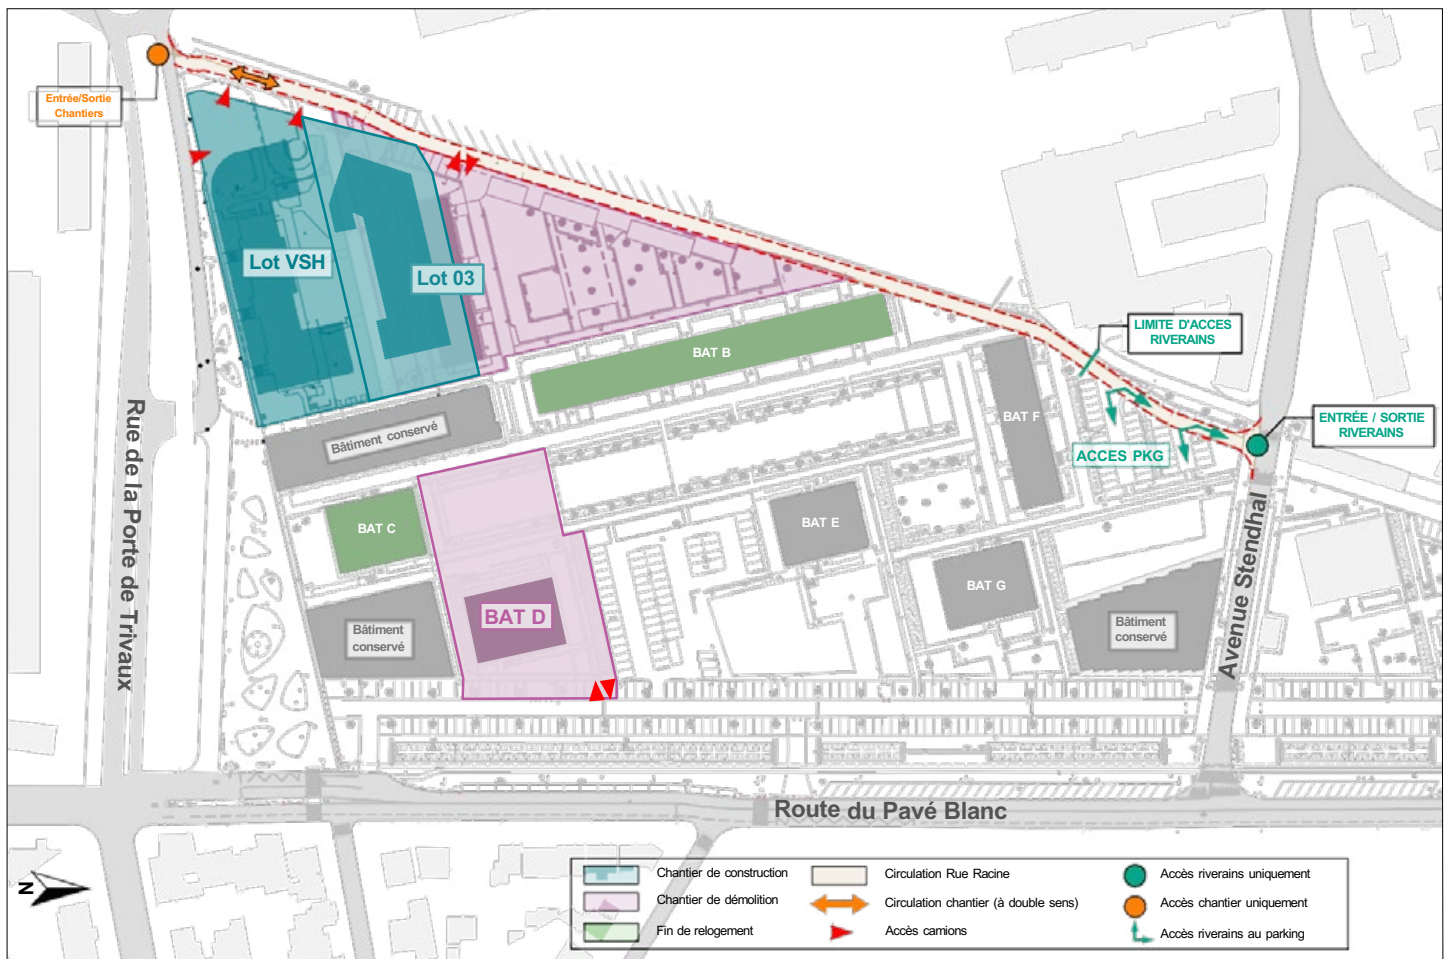 Entrée/Sortie
Chantiers
Lot VSH
Lot 03
BAT B
LIMITE D'ACCES
RIVERAINS
BAT F
ENTRÉE / SORTIE
RIVERAINS
ACCES PKG
Bâtiment conservé
BAT C
BAT E
BAT G
BAT D
Bâtiment
conservé
Bâtiment
conservé
Rue de la Porte de Trivaux
Avenue Stendhal
Route du Pavé Blanc
N
Chantier de construction
Chantier de démolition
Fin de relogement
Circulation Rue Racine
Circulation chantier (à double sens)
Accès camions
Accès riverains uniquement
Accès chantier uniquement
Accès riverains au parking